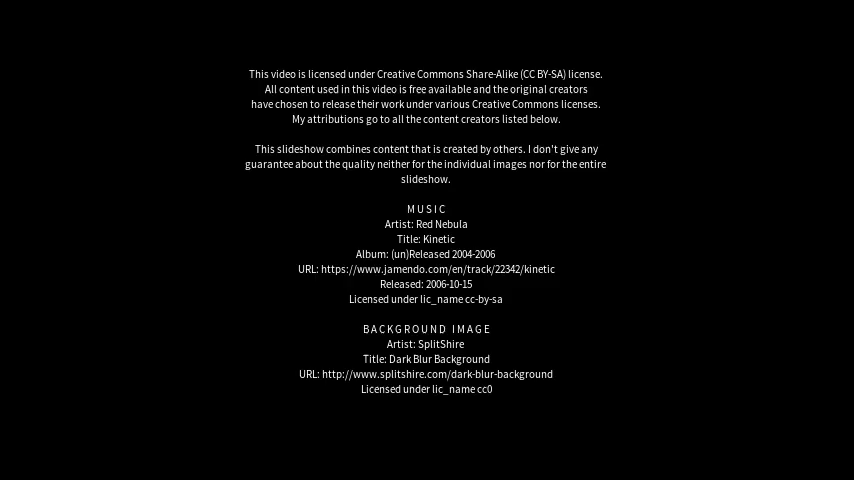 This video is licensed under Creative Commons Share-Alike (CC BY-SA) license.
All content used in this video is free available and the original creators
have chosen to release their work under various Creative Commons licenses.
My attributions go to all the content creators listed below.
This slideshow combines content that is created by others. I don't give any
guarantee about the quality neither for the individual images nor for the entire
slideshow.
MUSIC
Artist: Red Nebula
Title: Kinetic
Album: (un)Released 2004-2006
URL: https://www.jamendo.com/en/track/22342/kinetic
Released: 2006-10-15
Licensed under lic_name cc-by-sa
BACKGROUND IMAGE
Artist: SplitShire
Title: Dark Blur Background
URL: http://www.splitshire.com/dark-blur-background
Licensed under lic_name cc0